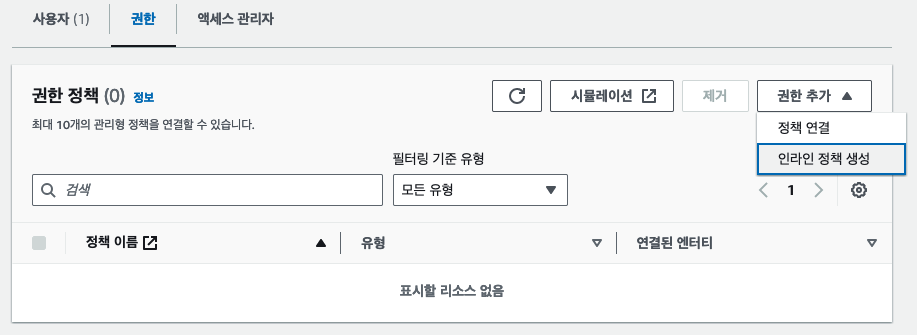 사용자 (1) 권한 액세스 관리자
권한 정책 (0) 정보
시뮬레이션 제거 권한 추가
최대 10개의 관리형 정책을 연결할 수 있습니다.
정책 연결
인라인 정책 생성
필터링 기준 유형
검색 모든 유형 1
정책 이름 유형 연결된 엔터티
표시할 리소스 없음